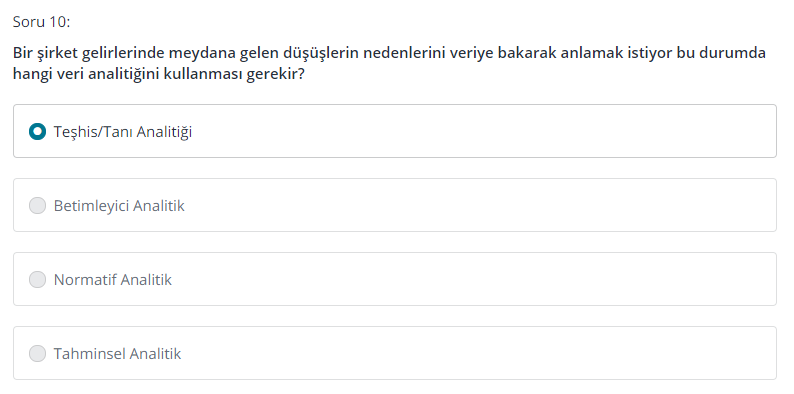 Soru 10:
Bir şirket gelirlerinde meydana gelen düşüşlerin nedenlerini veriye bakarak anlamak istiyor bu durumda
hangi veri analitiğini kullanması gerekir?
Teşhis/Tanı Analitiği
Betimleyici Analitik
Normatif Analitik
Tahminsel Analitik